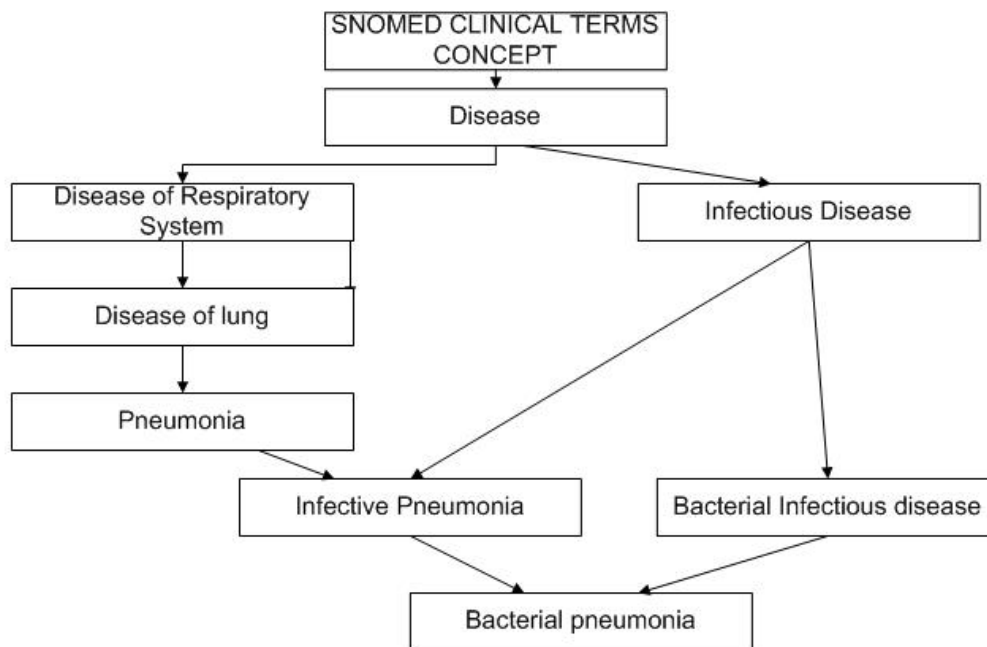 SNOMED CLINICAL TERMS
CONCEPT
Disease
Disease of Respiratory
System
Infectious Disease
Disease of lung
Pneumonia
Infective Pneumonia
Bacterial Infectious disease
Bacterial pneumonia